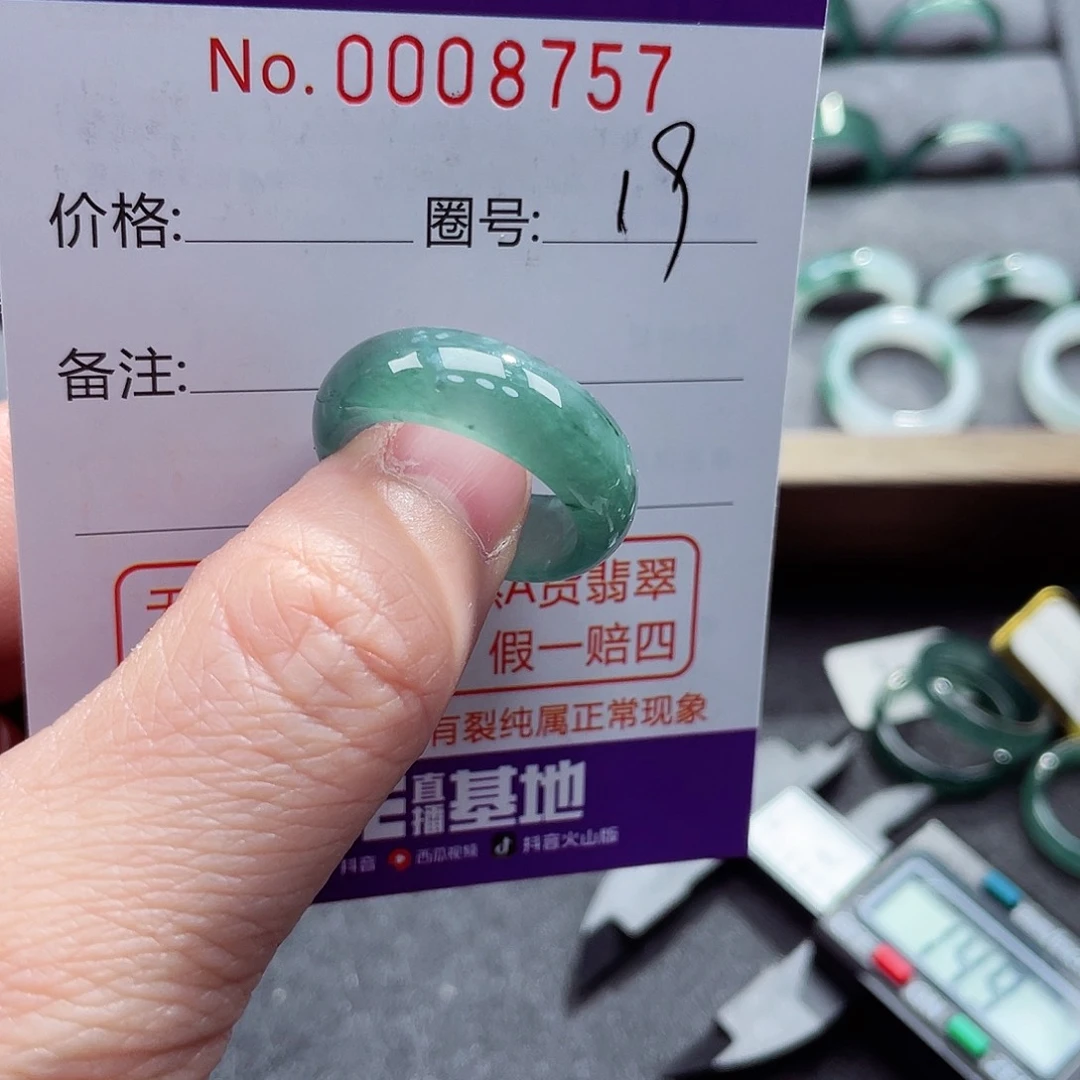 No. 0008757
价格: 圈号: 19
备注:
A货翡翠
假一赔四
有裂纯属正常现象
直播基地
抖音 西瓜视频 抖音火山版